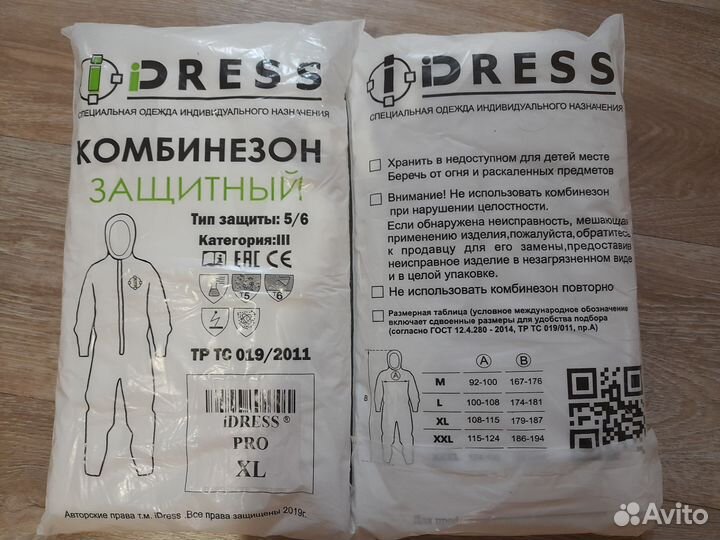 iDRESS
СПЕЦИАЛЬНАЯ ОДЕЖДА ИНДИВИДУАЛЬНОГО НАЗНАЧЕНИЯ
КОМБИНЕЗОН
ЗАЩИТНЫЙ
Тип защиты: 5/6
Категория:III
EAC CE
T5 T6
ТР ТС 019/2011
iDRESS®
PRO
XL
Авторские права т.м. iDress .Все права защищены 2019г.
iDRESS
СПЕЦИАЛЬНАЯ ОДЕЖДА ИНДИВИДУАЛЬНОГО НАЗНАЧЕНИЯ
Хранить в недоступном для детей месте
Беречь от огня и раскаленных предметов
Внимание! Не использовать комбинезон
при нарушении целостности.
Если обнаружена неисправность, мешающая
применению изделия,пожалуйста,обратитесь
к продавцу для его замены,предоставив
неисправное изделие в незагрязненном виде
и в целой упаковке.
Не использовать комбинезон повторно
Размерная таблица (условное международное обозначение
включает сдвоенные размеры для удобства подбора
(согласно ГОСТ 12.4.280 - 2014, ТР ТС 019/011, пр.А)
A B
M 92-100 167-176
L 100-108 174-181
XL 108-115 179-187
XXL 115-124 186-194
A
B
Avito